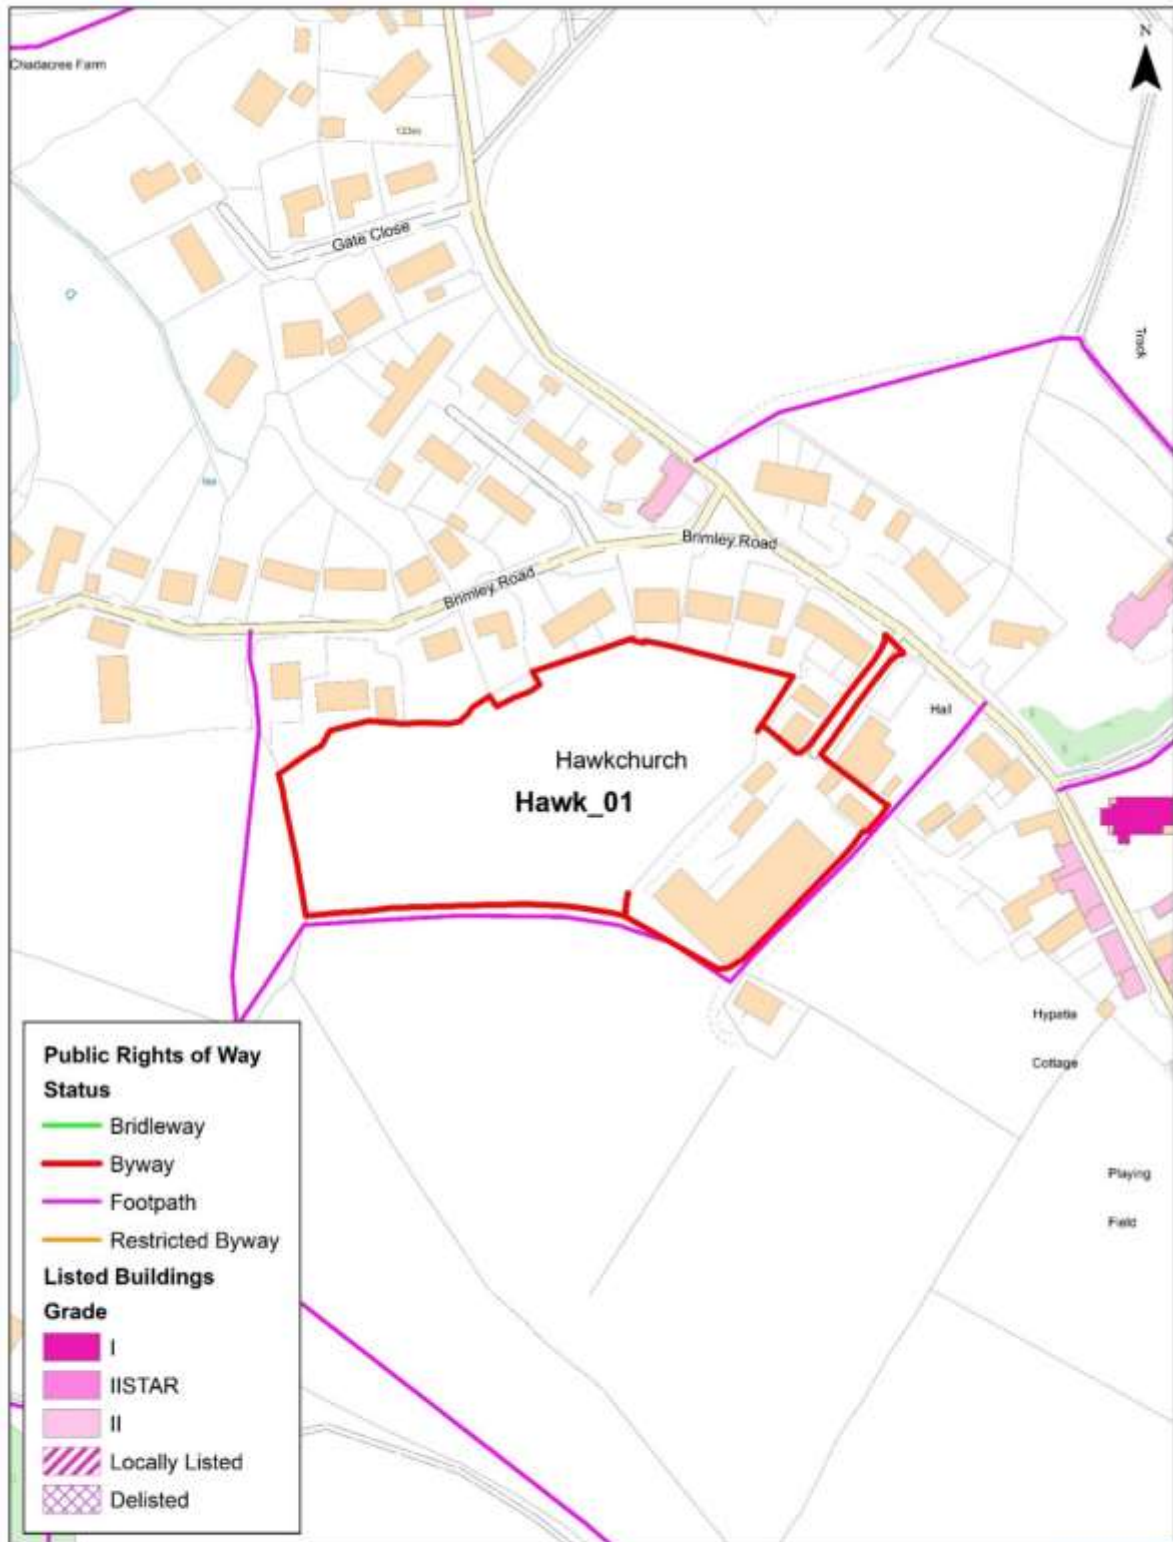 N
Chadacree Farm
133m
Gate Close
Track
Brimley Road
Brimley Road
Hall
Hawkchurch
Hawk_01
Hypatia
Cottage
Playing
Field
Public Rights of Way
Status
Bridleway
Byway
Footpath
Restricted Byway
Listed Buildings
Grade
I
IISTAR
II
Locally Listed
Delisted